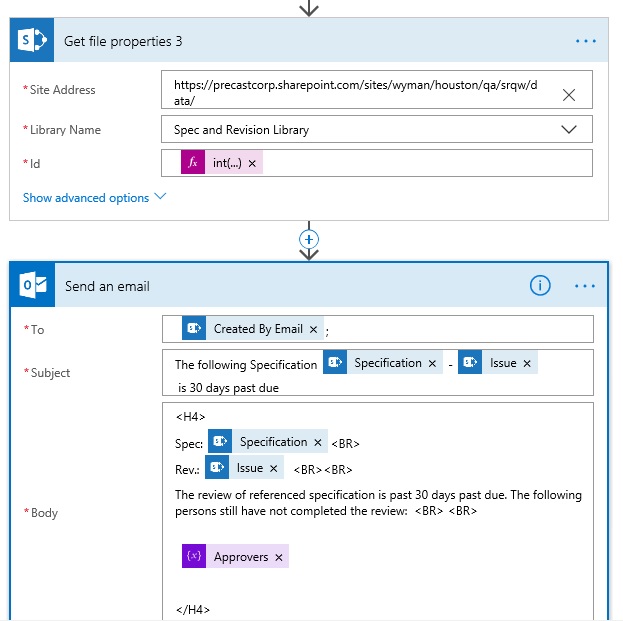 S
Get file properties 3
...
* Site Address
https://precastcorp.sharepoint.com/sites/wyman/houston/qa/srqw/d
ata/
* Library Name
Spec and Revision Library
* Id
fx int(...) ×
Show advanced options
+
Send an email
i ...
* To
S Created By Email × ;
* Subject
The following Specification S Specification × - S Issue ×
is 30 days past due
* Body
<H4>
Spec: S Specification × <BR>
Rev.: S Issue × <BR><BR>
The review of referenced specification is past 30 days past due. The following
persons still have not completed the review: <BR> <BR>
{x} Approvers ×
</H4>